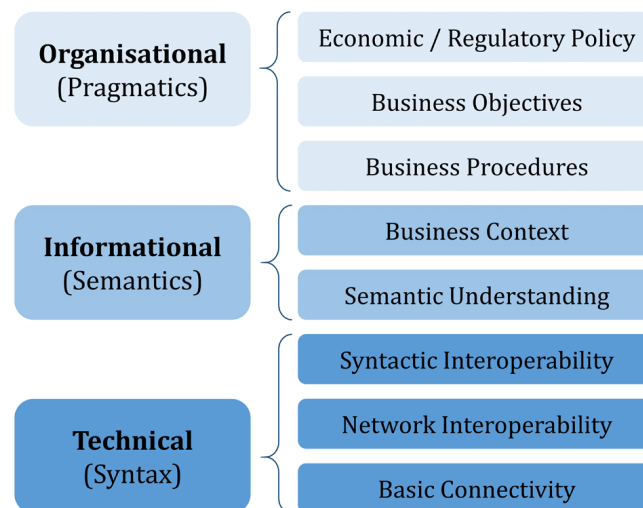 Organisational
(Pragmatics)
Economic / Regulatory Policy
Business Objectives
Business Procedures
Informational
(Semantics)
Business Context
Semantic Understanding
Technical
(Syntax)
Syntactic Interoperability
Network Interoperability
Basic Connectivity